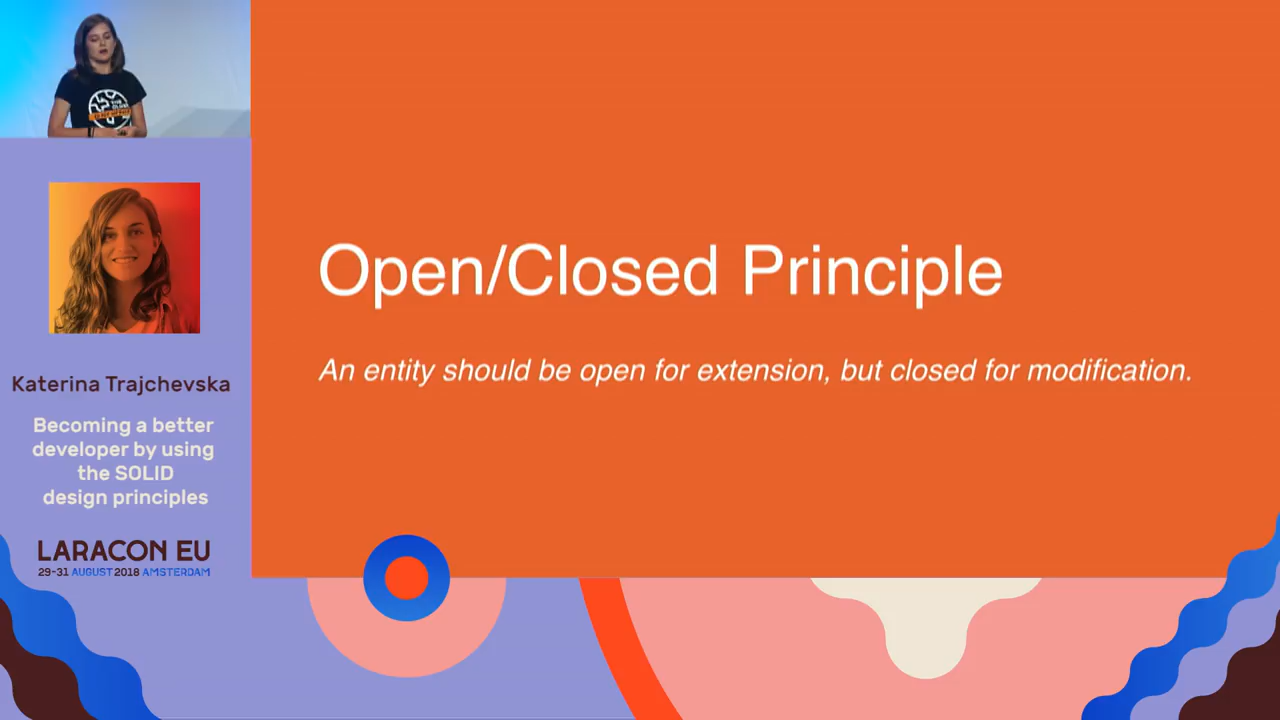 Open/Closed Principle
An entity should be open for extension, but closed for modification.
Katerina Trajchevska
Becoming a better
developer by using
the SOLID
design principles
LARACON EU
29-31 AUGUST 2018 AMSTERDAM